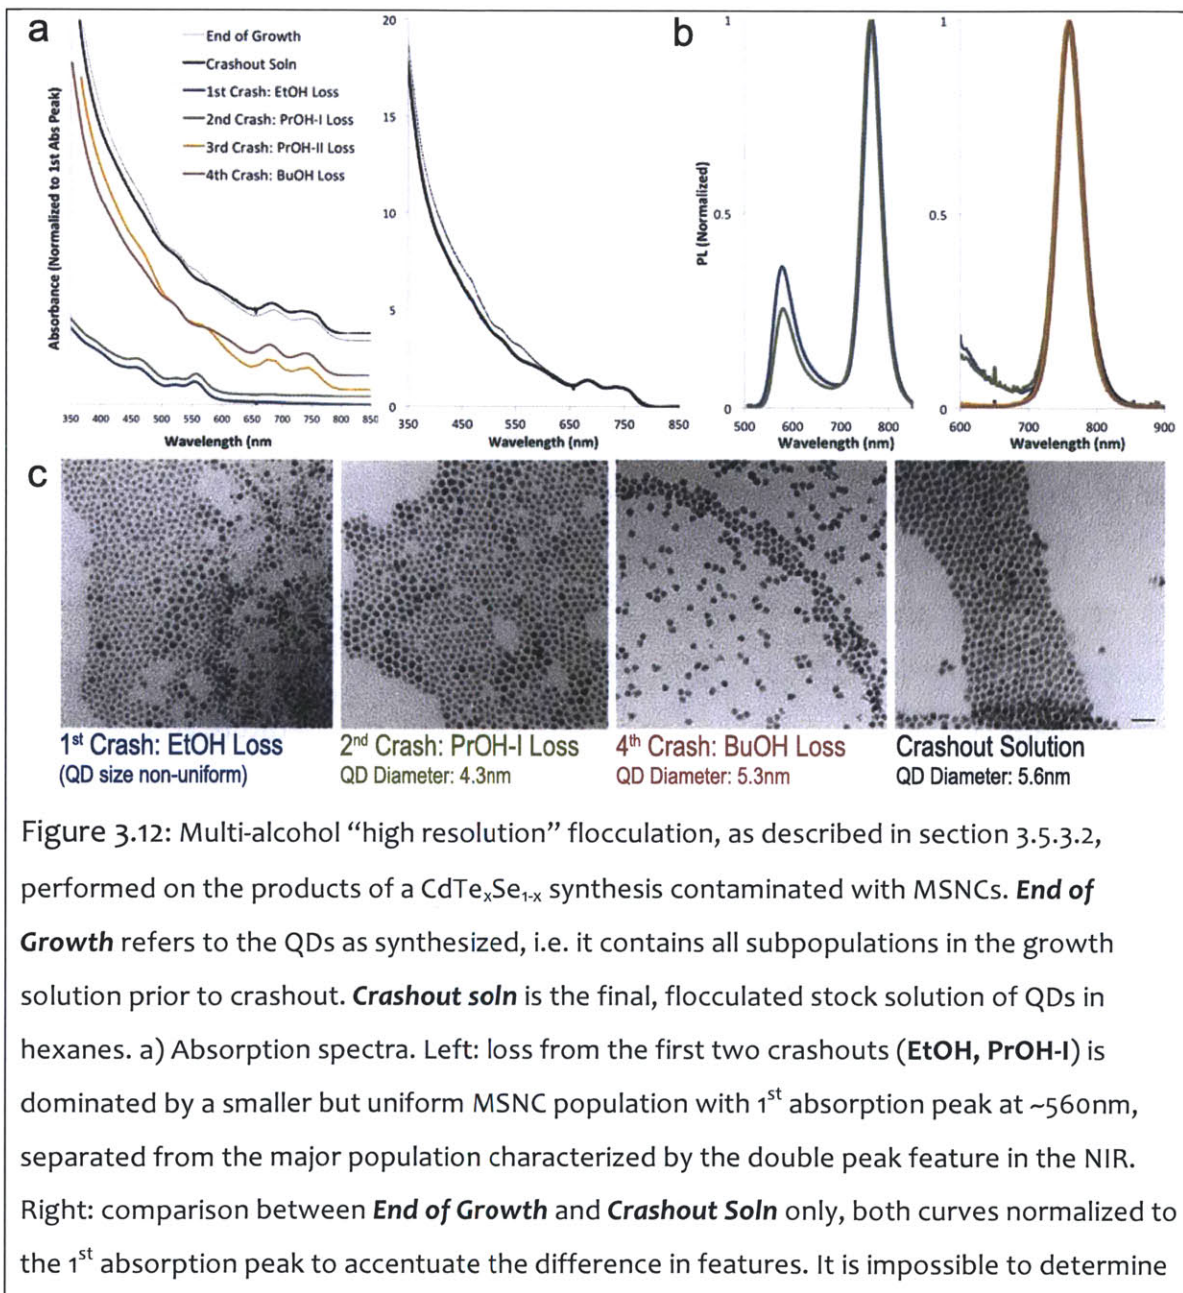 a
End of Growth
Crashout Soln
1st Crash: EtOH Loss
2nd Crash: PrOH-I Loss
3rd Crash: PrOH-II Loss
4th Crash: BuOH Loss
Absorbance (Normalized to 1st Abs Peak)
350 400 450 500 550 600 650 700 750 800 850
Wavelength (nm
20
15
10
5
0
350 450 550 650 750 850
Wavelength (nm)
b
PL (Normalized)
1
0.5
0
500 600 700 800
Wavelength (nm)
1
0.5
0
600 700 800 900
Wavelength (nm)
c
1st Crash: EtOH Loss
(QD size non-uniform)
2nd Crash: PrOH-I Loss
QD Diameter: 4.3nm
4th Crash: BuOH Loss
QD Diameter: 5.3nm
Crashout Solution
QD Diameter: 5.6nm
Figure 3.12: Multi-alcohol “high resolution” flocculation, as described in section 3.5.3.2,
performed on the products of a CdTexSe1-x synthesis contaminated with MSNCs. End of
Growth refers to the QDs as synthesized, i.e. it contains all subpopulations in the growth
solution prior to crashout. Crashout soln is the final, flocculated stock solution of QDs in
hexanes. a) Absorption spectra. Left: loss from the first two crashouts (EtOH, PrOH-I) is
dominated by a smaller but uniform MSNC population with 1st absorption peak at ~560nm,
separated from the major population characterized by the double peak feature in the NIR.
Right: comparison between End of Growth and Crashout Soln only, both curves normalized to
the 1st absorption peak to accentuate the difference in features. It is impossible to determine